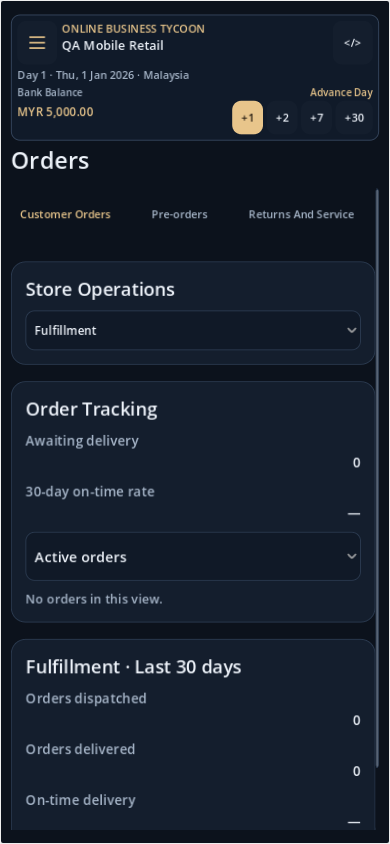 ONLINE BUSINESS TYCOON
QA Mobile Retail
</>
Day 1 · Thu, 1 Jan 2026 · Malaysia
Bank Balance
Advance Day
MYR 5,000.00
+1 +2 +7 +30
Orders
Customer Orders Pre-orders Returns And Service
Store Operations
Fulfillment
Order Tracking
Awaiting delivery
0
30-day on-time rate
—
Active orders
No orders in this view.
Fulfillment · Last 30 days
Orders dispatched
0
Orders delivered
0
On-time delivery
—